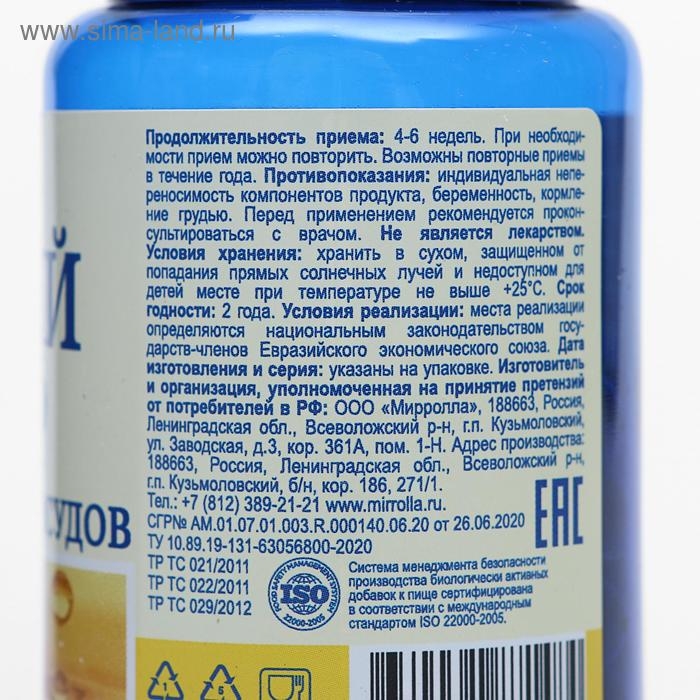 www.sima-land.ru
Продолжительность приема: 4-6 недель. При необходи-
мости прием можно повторить. Возможны повторные приемы
в течение года. Противопоказания: индивидуальная непе-
реносимость компонентов продукта, беременность, кормле-
ние грудью. Перед применением рекомендуется прокон-
сультироваться с врачом. Не является лекарством.
Условия хранения: хранить в сухом, защищенном от
попадания прямых солнечных лучей и недоступном для
детей месте при температуре не выше +25°С. Срок
годности: 2 года. Условия реализации: места реализации
определяются национальным законодательством госу-
дарств-членов Евразийского экономического союза. Дата
изготовления и серия: указаны на упаковке. Изготовитель
и организация, уполномоченная на принятие претензий
от потребителей в РФ: ООО «Мирролла», 188663, Россия,
Ленинградская обл., Всеволожский р-н, г.п. Кузьмоловский,
ул. Заводская, д.3, кор. 361А, пом. 1-Н. Адрес производства:
188663, Россия, Ленинградская обл., Всеволожский р-н,
г.п. Кузьмоловский, б/н, кор. 186, 271/1.
Тел.: +7 (812) 389-21-21 www.mirrolla.ru.
СГР№ AM.01.07.01.003.R.000140.06.20 от 26.06.2020
ТУ 10.89.19-131-63056800-2020
ТР ТС 021/2011
ТР ТС 022/2011
ТР ТС 029/2012
EAC
FOOD SAFETY MANAGEMENT SYSTEM
ISO
22000-2005
Система менеджмента безопасности
производства биологически активных
добавок к пище сертифицирована
в соответствии с международным
стандартом ISO 22000-2005.
Й
СУДОВ
1
5